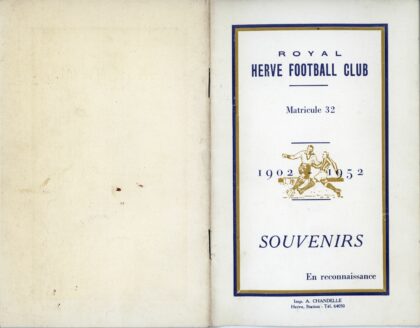 ROYAL
HERVE FOOTBALL CLUB
Matricule 32
1902 1952
SOUVENIRS
En reconnaissance
Imp. A. CHANDELLE
Herve, Station - Tél. 64050